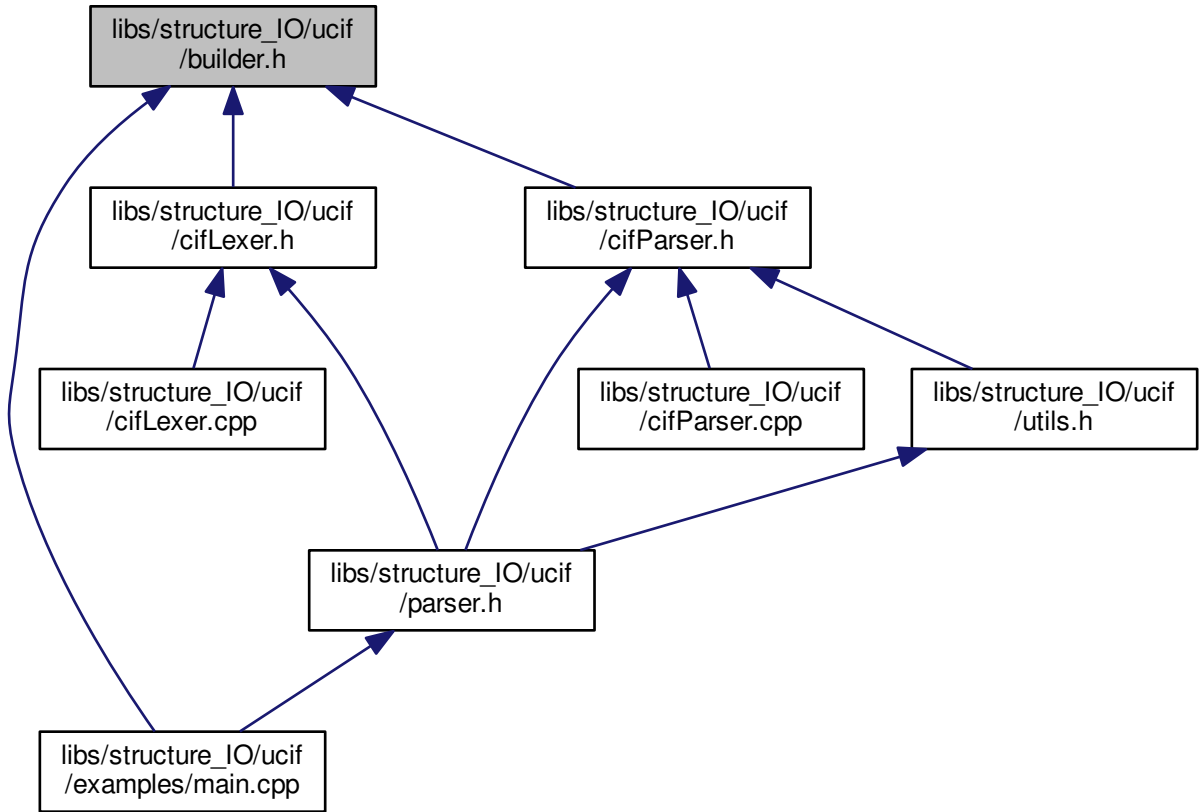 libs/structure_IO/ucif
/builder.h
libs/structure_IO/ucif
/cifLexer.h
libs/structure_IO/ucif
/cifParser.h
libs/structure_IO/ucif
/cifLexer.cpp
libs/structure_IO/ucif
/cifParser.cpp
libs/structure_IO/ucif
/utils.h
libs/structure_IO/ucif
/parser.h
libs/structure_IO/ucif
/examples/main.cpp